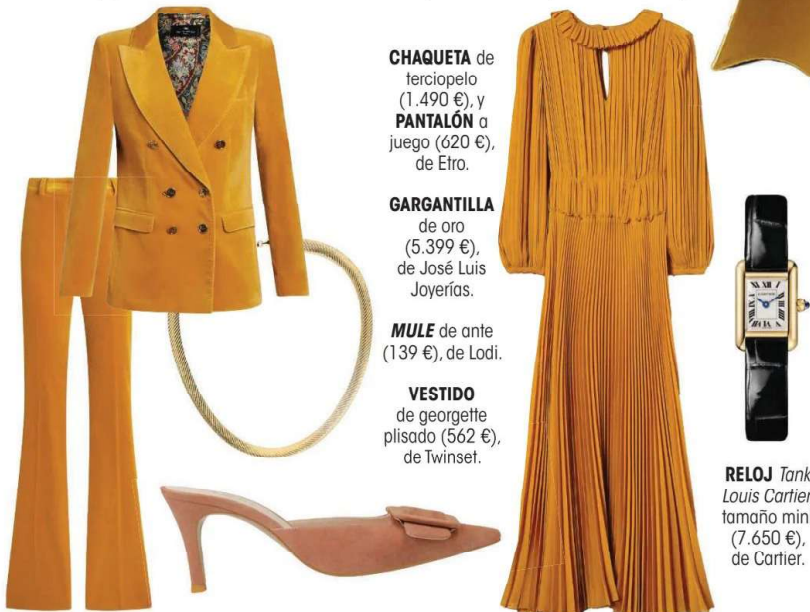 CHAQUETA de
terciopelo
(1.490 €), y
PANTALÓN a
juego (620 €),
de Etro.
GARGANTILLA
de oro
(5.399 €),
de José Luis
Joyerías.
MULE de ante
(139 €), de Lodi.
VESTIDO
de georgette
plisado (562 €),
de Twinset.
RELOJ Tank
Louis Cartier
tamaño mini
(7.650 €),
de Cartier.